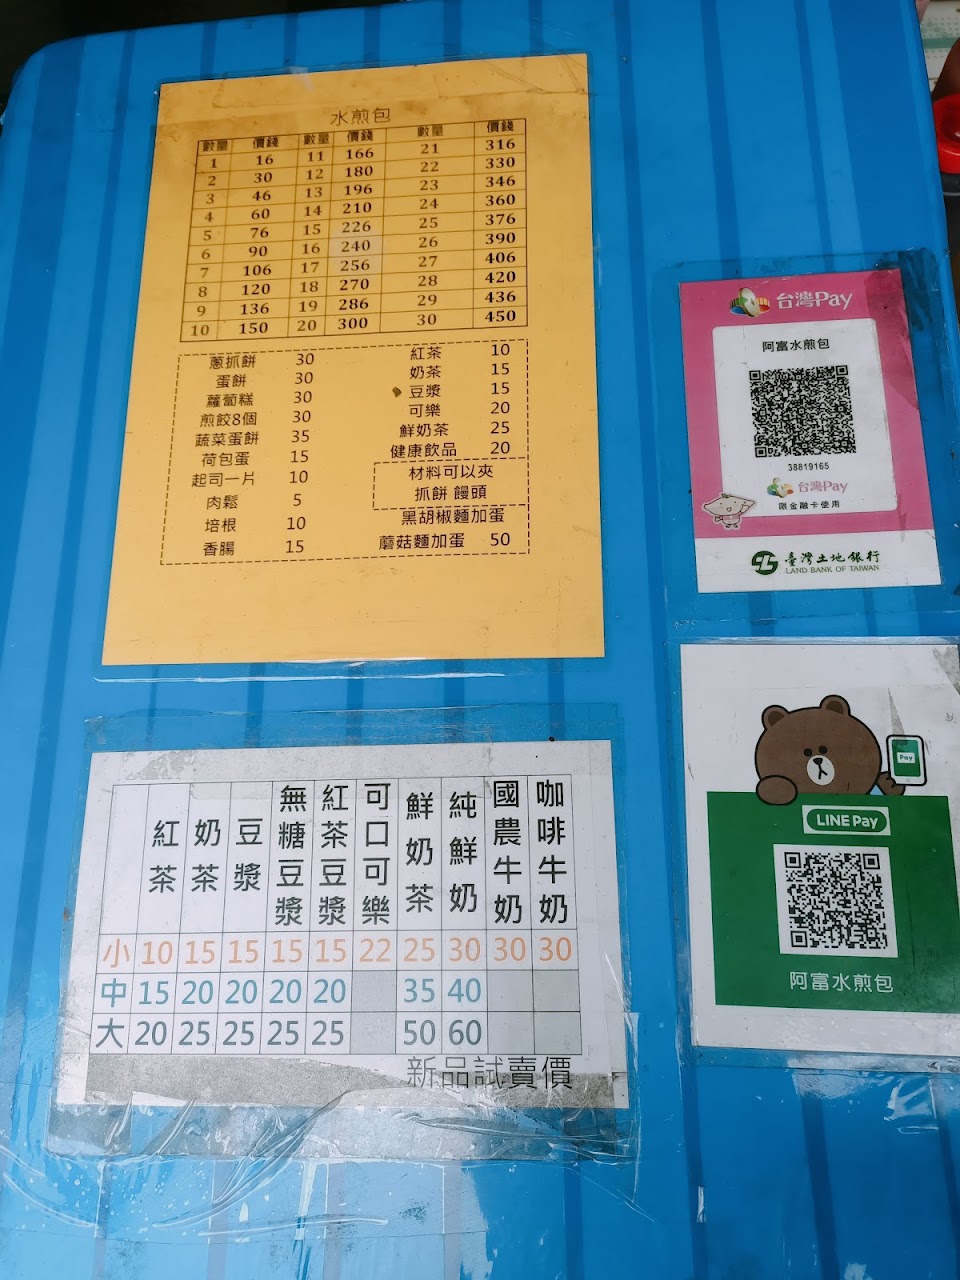 水煎包
數量 價錢 數量 價錢 數量 價錢
1 16 11 166 21 316
2 30 12 180 22 330
3 46 13 196 23 346
4 60 14 210 24 360
5 76 15 226 25 376
6 90 16 240 26 390
7 106 17 256 27 406
8 120 18 270 28 420
9 136 19 286 29 436
10 150 20 300 30 450
蔥抓餅 30
蛋餅 30
蘿蔔糕 30
煎餃8個 30
蔬菜蛋餅 35
荷包蛋 15
起司一片 10
肉鬆 5
培根 10
香腸 15
紅茶 10
奶茶 15
豆漿 15
可樂 20
鮮奶茶 25
健康飲品 20
材料可以夾
抓餅 饅頭
黑胡椒麵加蛋
蘑菇麵加蛋 50
台灣Pay
阿富水煎包
38819165
台灣Pay
限金融卡使用
臺灣土地銀行
LAND BANK OF TAIWAN
紅茶 奶茶 豆漿 無糖豆漿 紅茶豆漿 可口可樂 鮮奶茶 純鮮奶 國農牛奶 咖啡牛奶
小 10 15 15 15 15 22 25 30 30 30
中 15 20 20 20 20 35 40
大 20 25 25 25 25 50 60
新品試賣價
Pay
LINE Pay
阿富水煎包